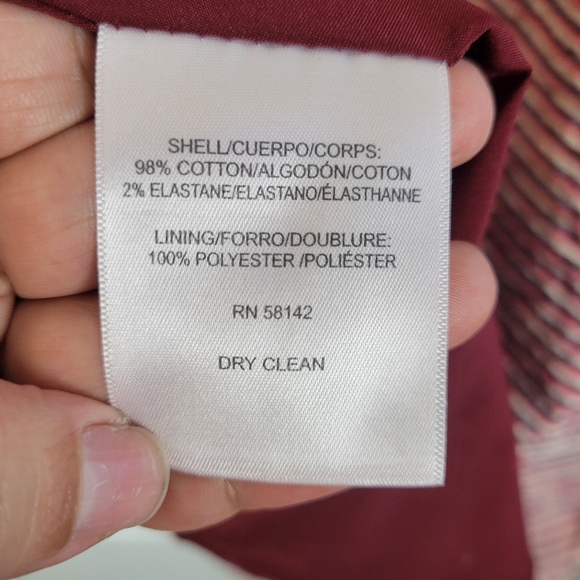 SHELL/CUERPO/CORPS:
98% COTTON/ALGODÓN/COTON
2% ELASTANE/ELASTANO/ÉLASTHANNE
LINING/FORRO/DOUBLURE:
100% POLYESTER /POLIÉSTER
RN 58142
DRY CLEAN